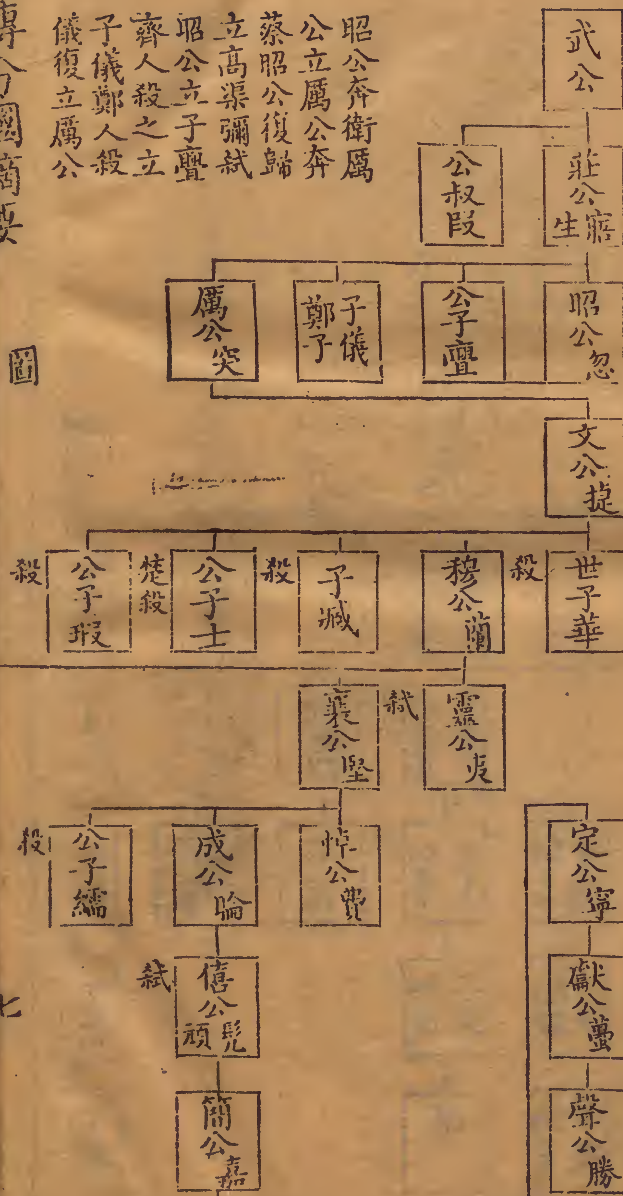 武公
莊公寤生
公叔段
昭公忽
公子亹
子儀鄭子
厲公突
文公捷
世子華
殺
穆公蘭
子臧
殺
公子士
楚殺
公子瑕
殺
靈公夷
弒
襄公堅
悼公費
成公睔
公子繻
殺
僖公髡頑
弒
簡公嘉
定公寧
獻公蠆
聲公勝
昭公奔衛厲
公立厲公奔
蔡昭公復歸
立高渠彌弒
昭公立子亹
齊人殺之立
子儀鄭人殺
儀復立厲公
圖
七